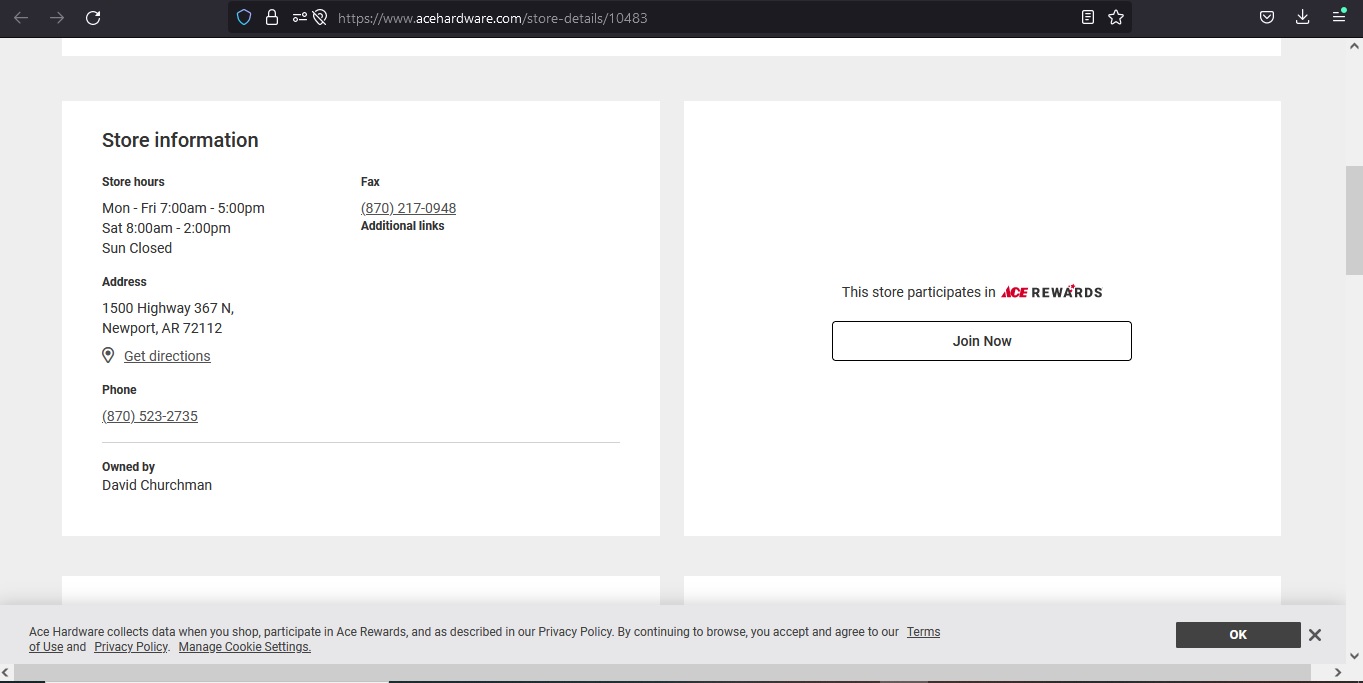 https://www.acehardware.com/store-details/10483
Store information
Store hours
Mon - Fri 7:00am - 5:00pm
Sat 8:00am - 2:00pm
Sun Closed
Address
1500 Highway 367 N,
Newport, AR 72112
Get directions
Phone
(870) 523-2735
Owned by
David Churchman
Fax
(870) 217-0948
Additional links
This store participates in ACE REWARDS
Join Now
Ace Hardware collects data when you shop, participate in Ace Rewards, and as described in our Privacy Policy. By continuing to browse, you accept and agree to our Terms
of Use and Privacy Policy. Manage Cookie Settings.
OK